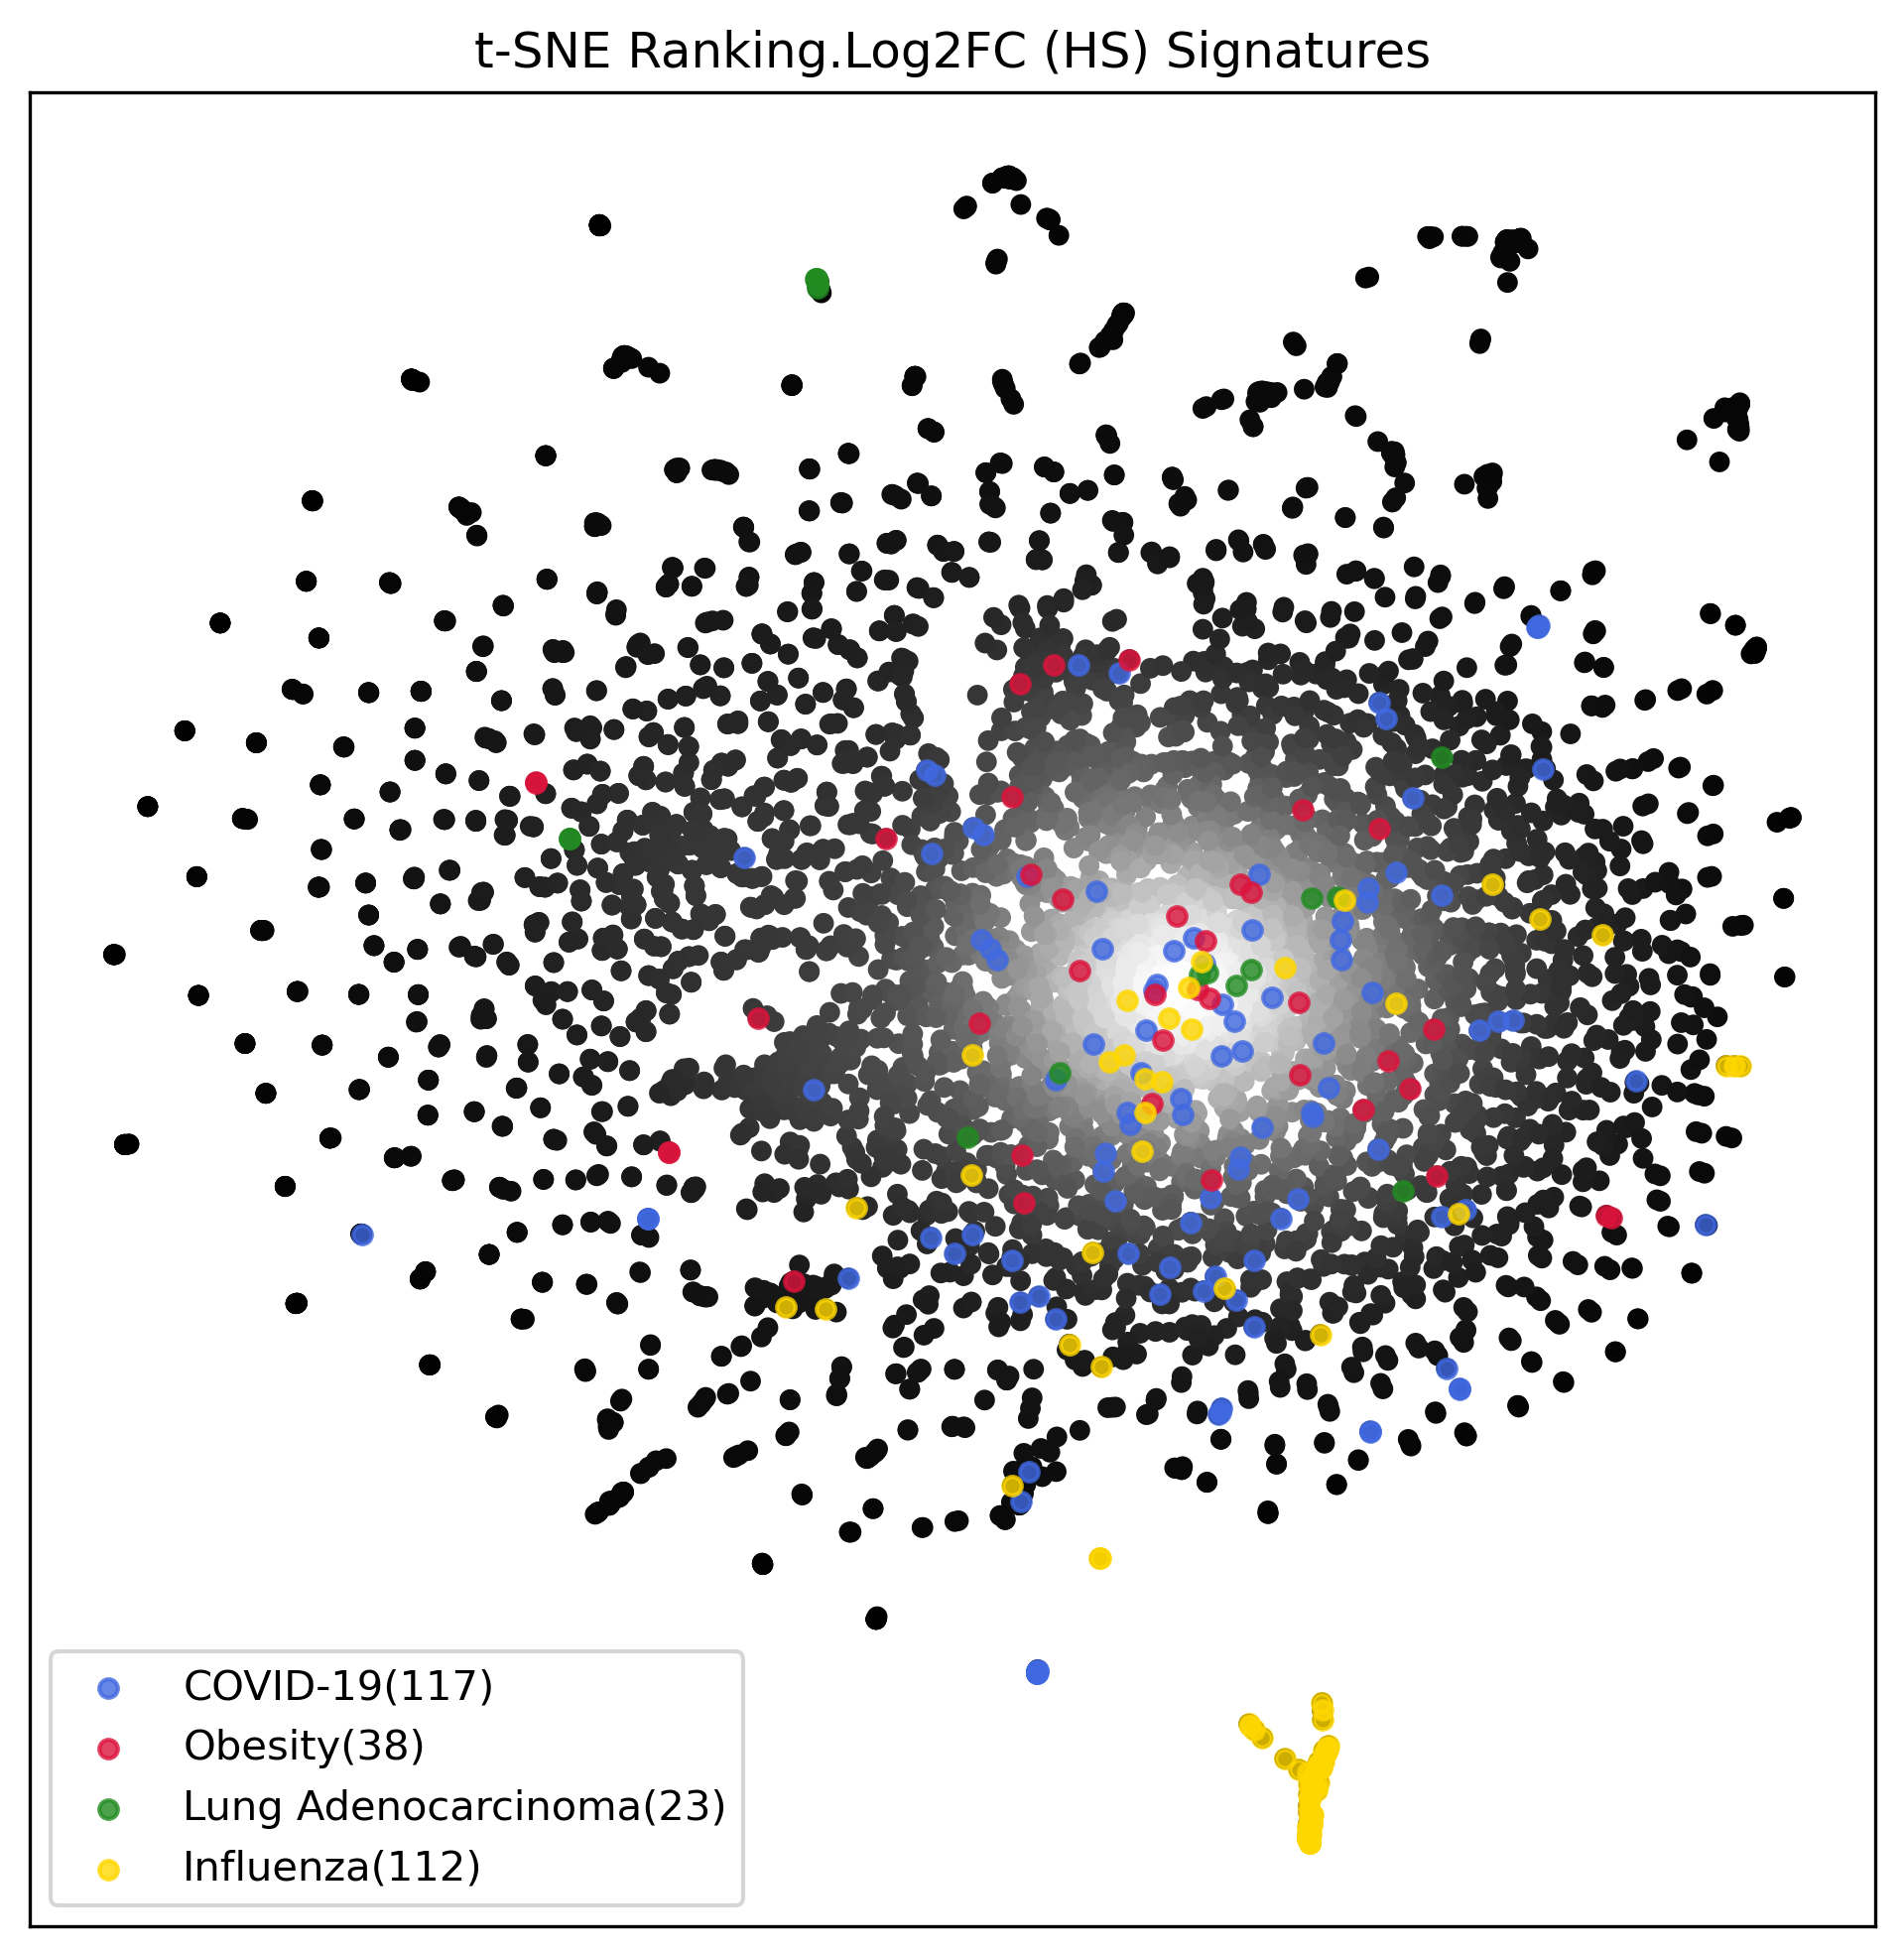 t-SNE Ranking.Log2FC (HS) Signatures
COVID-19(117)
Obesity(38)
Lung Adenocarcinoma(23)
Influenza(112)